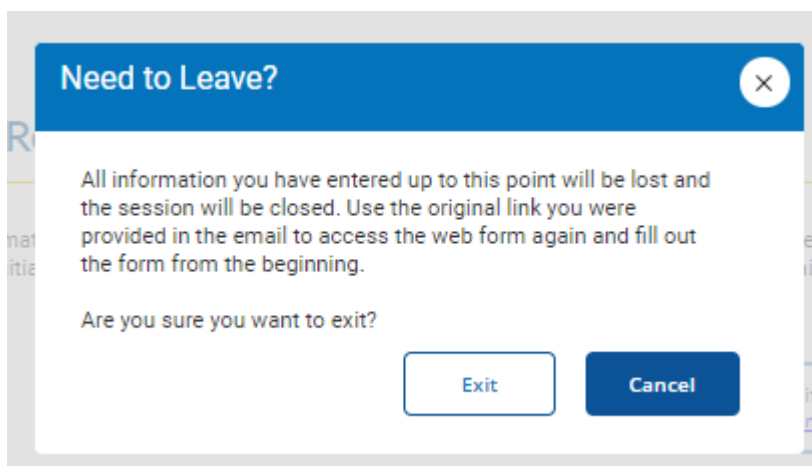 Need to Leave?
All information you have entered up to this point will be lost and
the session will be closed. Use the original link you were
provided in the email to access the web form again and fill out
the form from the beginning.
Are you sure you want to exit?
Exit
Cancel